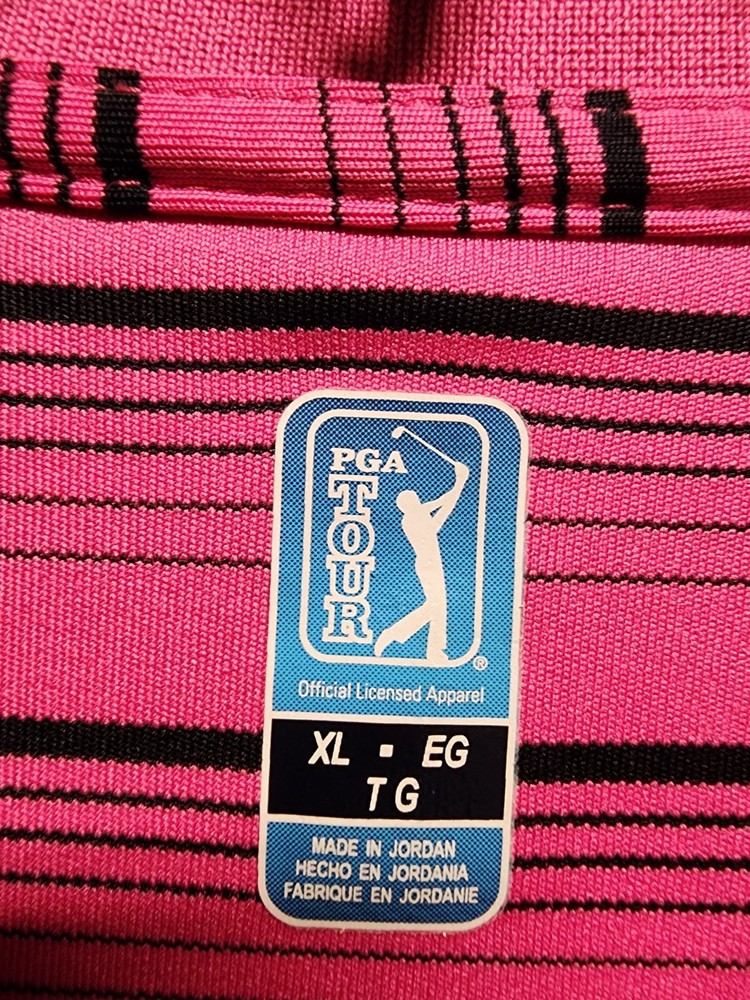 PGA
TOUR
®
Official Licensed Apparel
XL ▪ EG
TG
MADE IN JORDAN
HECHO EN JORDANIA
FABRIQUE EN JORDANIE